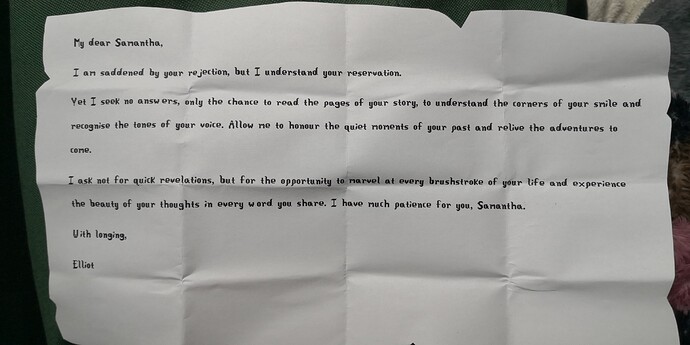 My dear Samantha,
I am saddened by your rejection, but I understand your reservation.
Yet I seek no answers, only the chance to read the pages of your story, to understand the corners of your smile and
recognise the tones of your voice. Allow me to honour the quiet moments of your past and relive the adventures to
come.
I ask not for quick revelations, but for the opportunity to marvel at every brushstroke of your life and experience
the beauty of your thoughts in every word you share. I have much patience for you, Samantha.
With longing,
Elliot